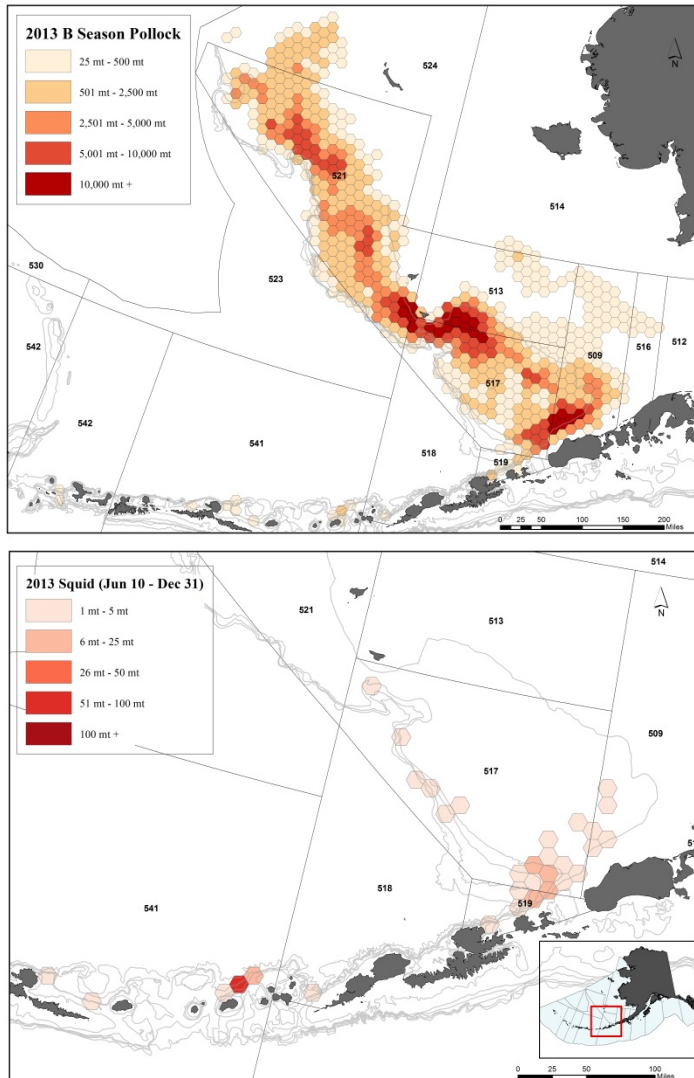 2013 B Season Pollock
25 mt - 500 mt
501 mt - 2,500 mt
2,501 mt - 5,000 mt
5,001 mt - 10,000 mt
10,000 mt +
524
N
521
514
530
523
513
542
509
516
512
517
542
541
518
519
0 25 50 100 150 200
Miles
2013 Squid (Jun 10 - Dec 31)
1 mt - 5 mt
6 mt - 25 mt
26 mt - 50 mt
51 mt - 100 mt
100 mt +
514
N
521
513
509
517
518
519
541
0 25 50 100
Miles